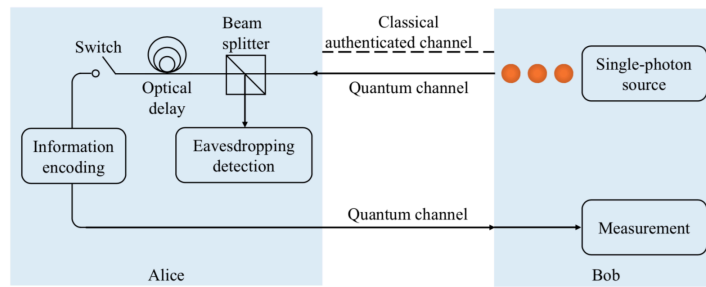 Switch
Beam
splitter
Classical
authenticated channel
Optical
delay
Quantum channel
Single-photon
source
Information
encoding
Eavesdropping
detection
Quantum channel
Measurement
Alice
Bob